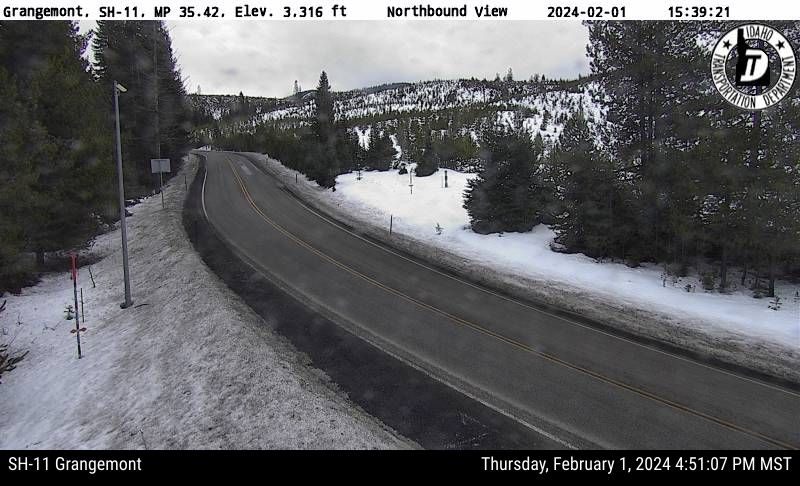 Grangemont, SH-11, MP 35.42, Elev. 3,316 ft Northbound View 2024-02-01 15:39:21
IDAHO
TRANSPORTATION DEPARTMENT
SH-11 Grangemont Thursday, February 1, 2024 4:51:07 PM MST